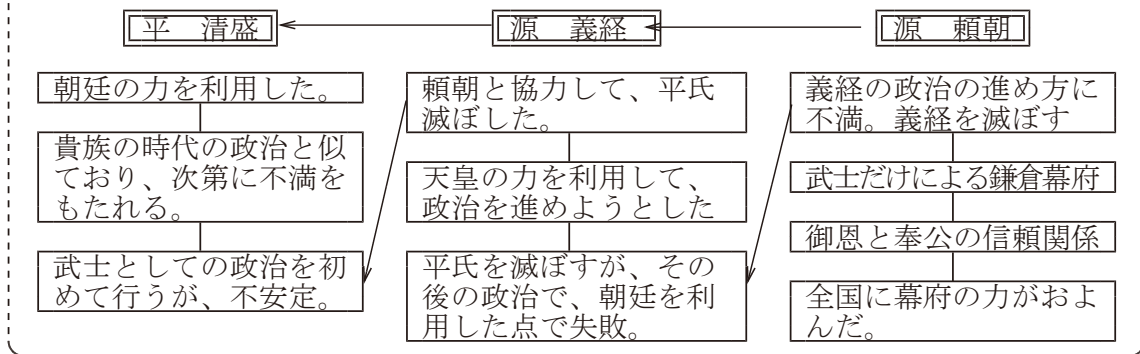 平　清盛
源　義経
源　頼朝
朝廷の力を利用した。
貴族の時代の政治と似
ており、次第に不満を
もたれる。
武士としての政治を初
めて行うが、不安定。
頼朝と協力して、平氏
滅ぼした。
天皇の力を利用して、
政治を進めようとした
平氏を滅ぼすが、その
後の政治で、朝廷を利
用した点で失敗。
義経の政治の進め方に
不満。義経を滅ぼす
武士だけによる鎌倉幕府
御恩と奉公の信頼関係
全国に幕府の力がおよ
んだ。